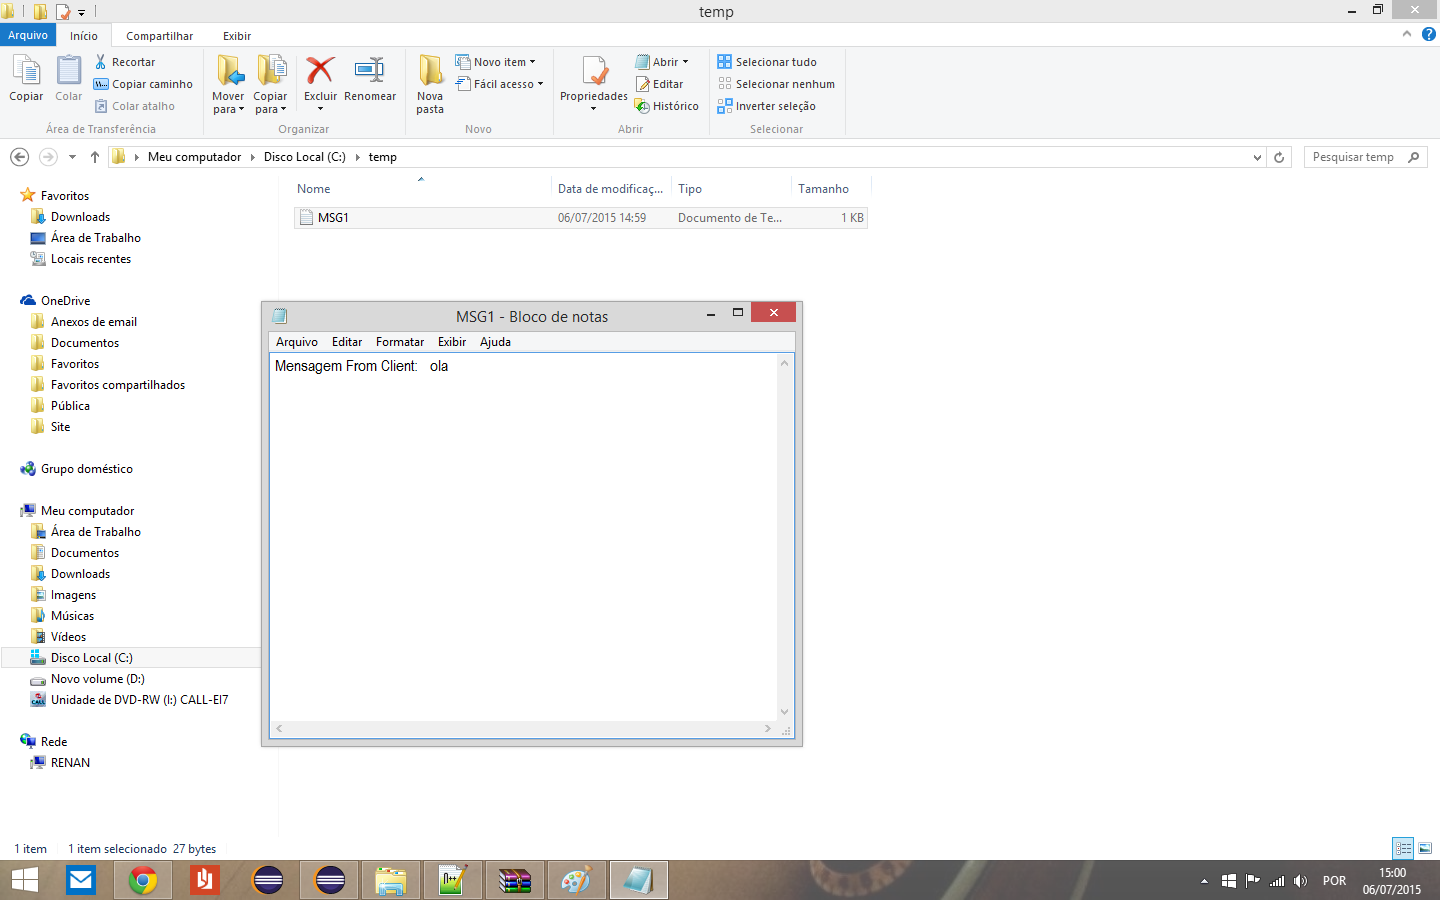 temp
Arquivo Início Compartilhar Exibir
Copiar
Colar
Recortar
Copiar caminho
Colar atalho
Área de Transferência
Mover para
Copiar para
Excluir
Renomear
Organizar
Nova pasta
Novo item
Fácil acesso
Novo
Propriedades
Abrir
Editar
Histórico
Abrir
Selecionar tudo
Selecionar nenhum
Inverter seleção
Selecionar
Meu computador Disco Local (C:) temp
Pesquisar temp
Nome Data de modificaç... Tipo Tamanho
MSG1 06/07/2015 14:59 Documento de Te... 1 KB
Favoritos
Downloads
Área de Trabalho
Locais recentes
OneDrive
Anexos de email
Documentos
Favoritos
Favoritos compartilhados
Pública
Site
Grupo doméstico
Meu computador
Área de Trabalho
Documentos
Downloads
Imagens
Músicas
Vídeos
Disco Local (C:)
Novo volume (D:)
Unidade de DVD-RW (I:) CALL-EI7
Rede
RENAN
MSG1 - Bloco de notas
Arquivo Editar Formatar Exibir Ajuda
Mensagem From Client: ola
1 item 1 item selecionado 27 bytes
POR
15:00
06/07/2015